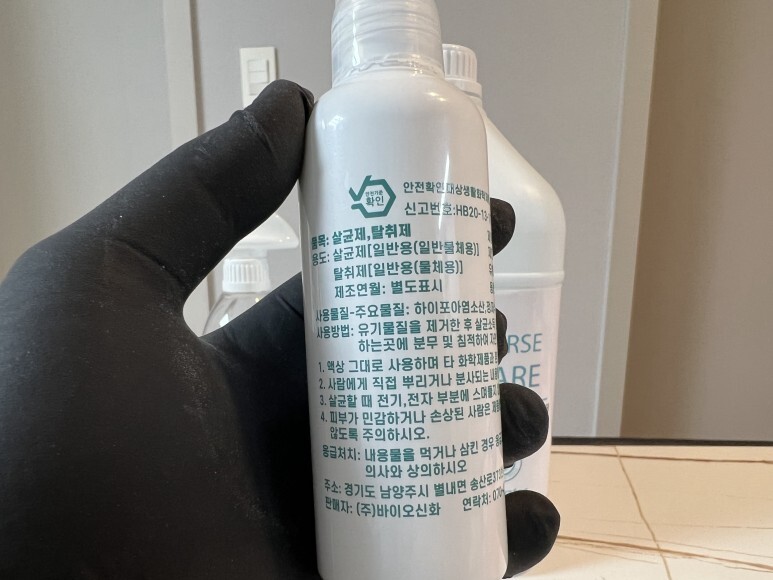 안전기준
확인
안전확인대상생활화학
신고번호:HB20-13-
품목: 살균제,탈취제
용도: 살균제[일반용(일반물체용)]
탈취제[일반용(물체용)]
제조연월: 별도표시
사용물질-주요물질: 하이포아염소산,정제
사용방법: 유기물질을 제거한 후 살균소독
하는곳에 분무 및 침적하여
1. 액상 그대로 사용하며 타 화학제품과
2. 사람에게 직접 뿌리거나 분사되는
3. 살균할 때 전기,전자 부분에 스며들지
4. 피부가 민감하거나 손상된 사람은
않도록 주의하시오.
응급처치: 내용물을 먹거나 삼킨 경우
의사와 상의하시오
주소: 경기도 남양주시 별내면 송산로
판매자: (주)바이오신화 연락처: 070-
RSE
ARE